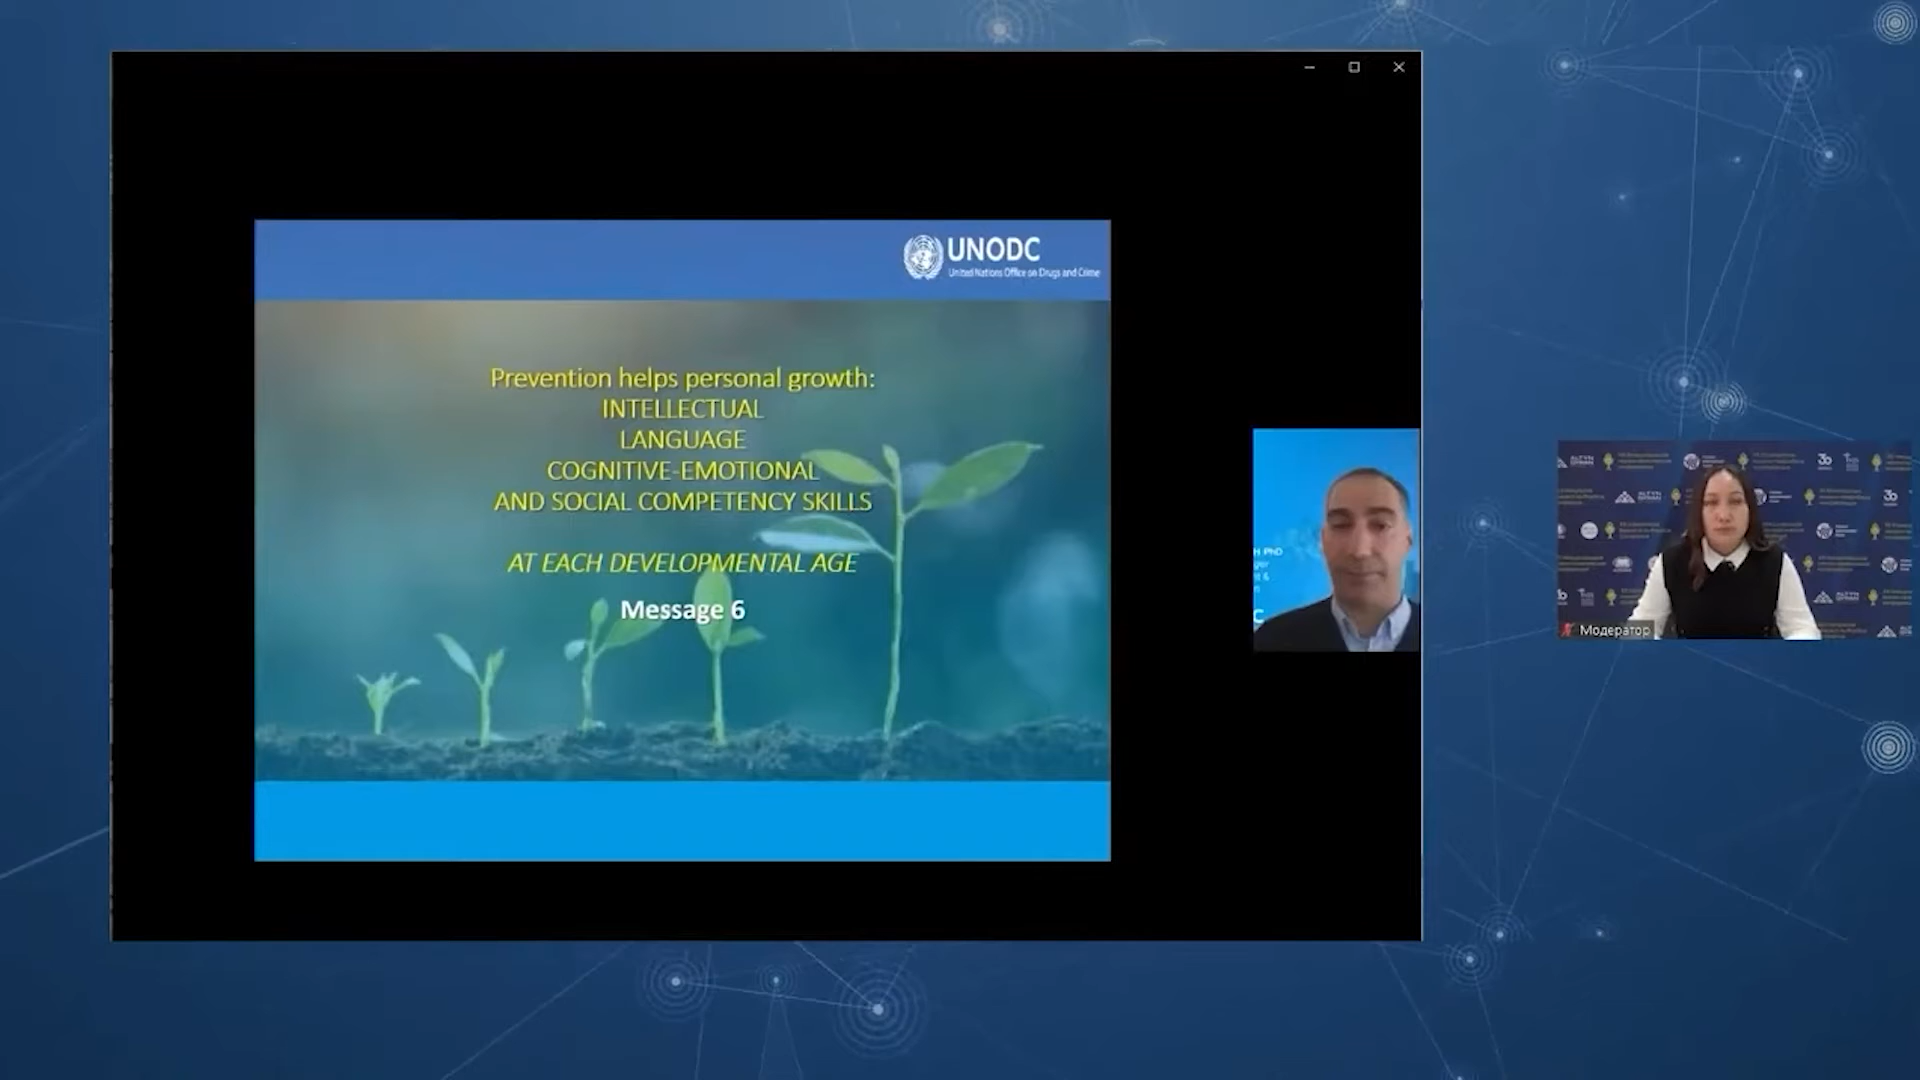 UNODC
United Nations Office on Drugs and Crime
Prevention helps personal growth:
INTELLECTUAL
LANGUAGE
COGNITIVE-EMOTIONAL
AND SOCIAL COMPETENCY SKILLS
AT EACH DEVELOPMENTAL AGE
Message 6
H PhD
Модератор